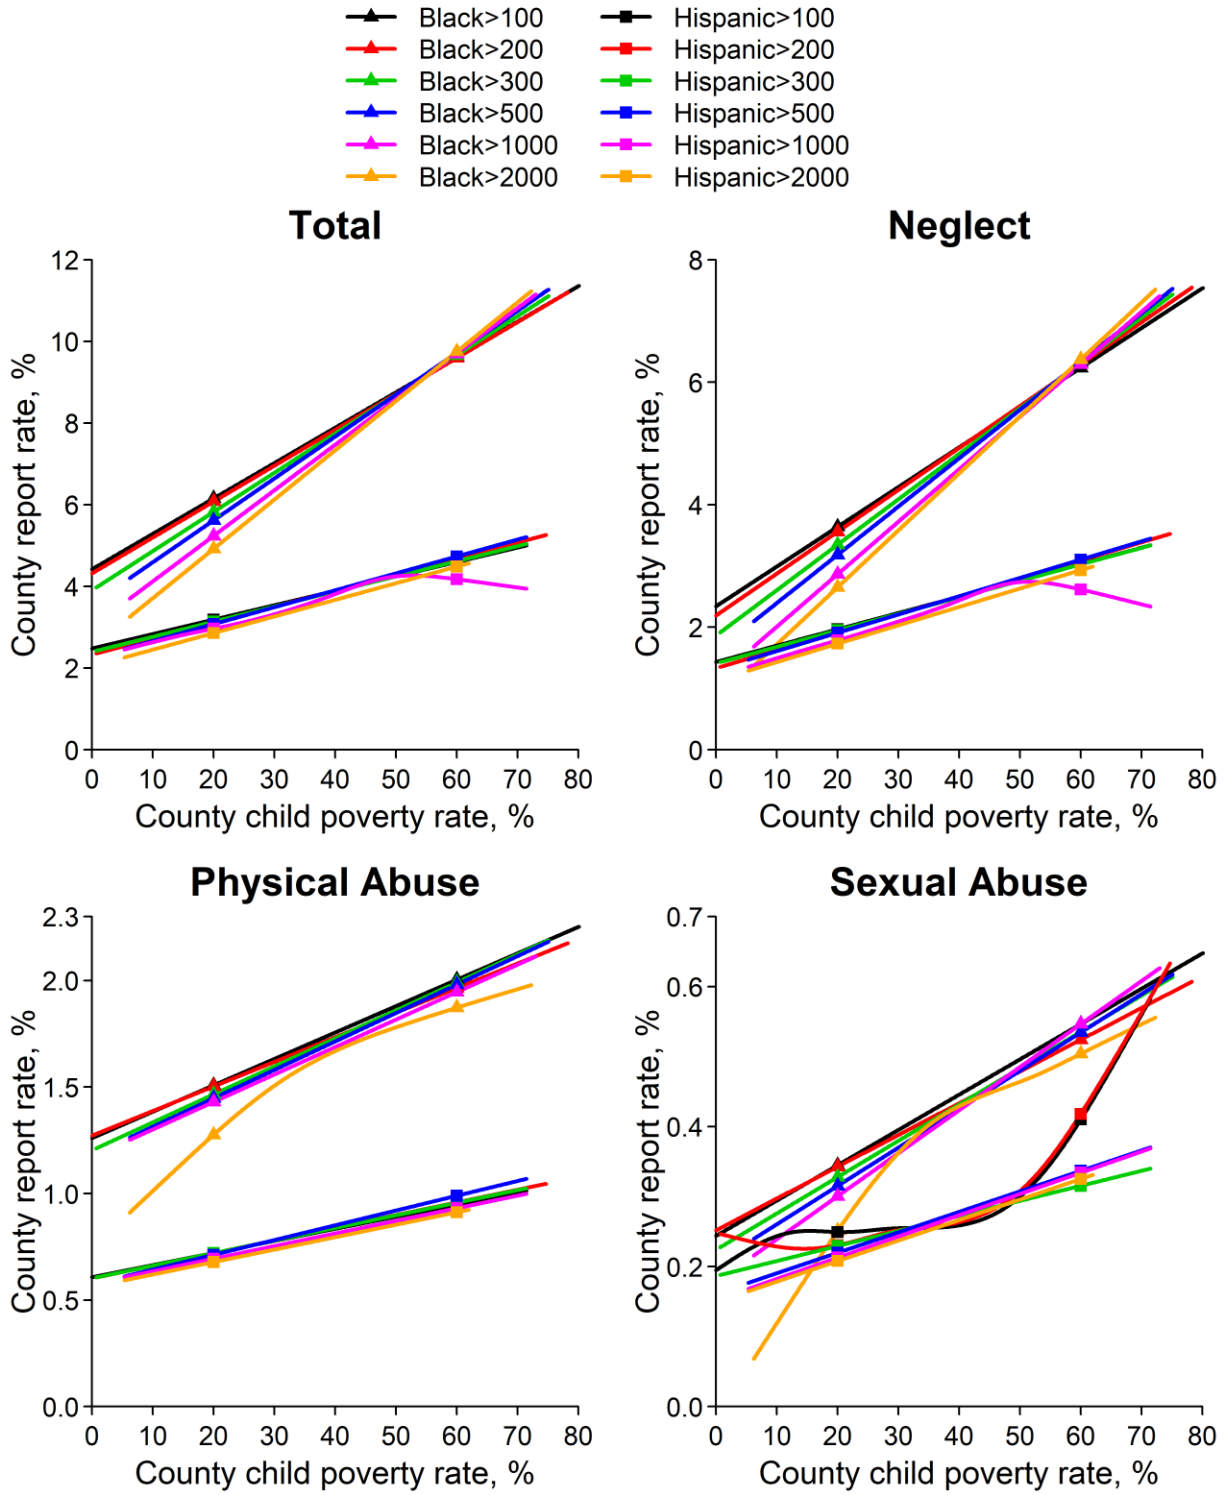 Black>100 Hispanic>100
Black>200 Hispanic>200
Black>300 Hispanic>300
Black>500 Hispanic>500
Black>1000 Hispanic>1000
Black>2000 Hispanic>2000
Total
County report rate, %
12
10
8
6
4
2
0
0 10 20 30 40 50 60 70 80
County child poverty rate, %
Neglect
County report rate, %
8
6
4
2
0
0 10 20 30 40 50 60 70 80
County child poverty rate, %
Physical Abuse
County report rate, %
2.3
2.0
1.5
1.0
0.5
0.0
0 10 20 30 40 50 60 70 80
County child poverty rate, %
Sexual Abuse
County report rate, %
0.7
0.6
0.4
0.2
0.0
0 10 20 30 40 50 60 70 80
County child poverty rate, %